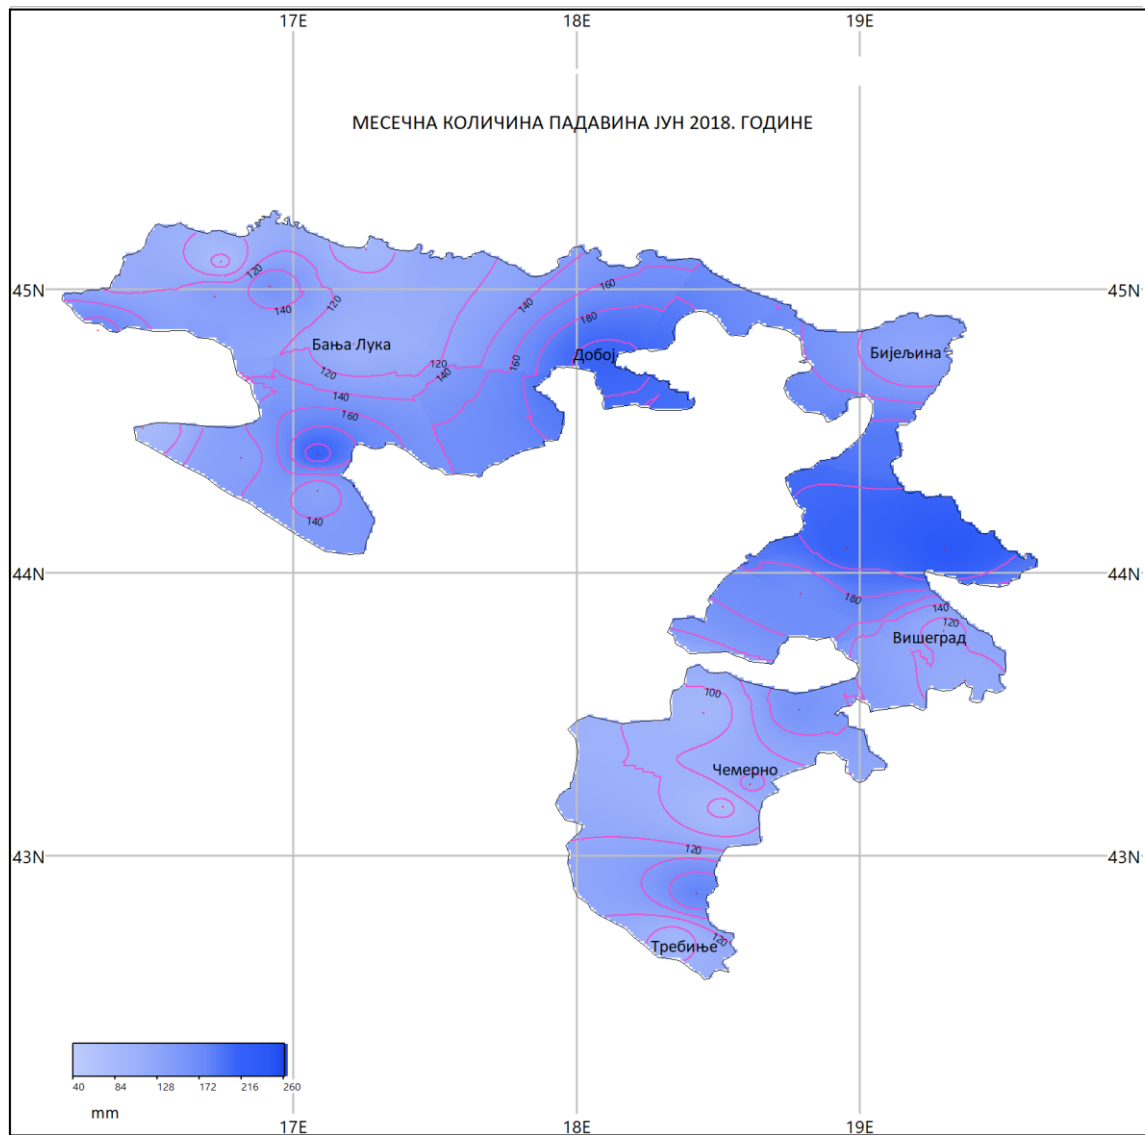 17E 18E 19E
МЕСЕЧНА КОЛИЧИНА ПАДАВИНА ЈУН 2018. ГОДИНЕ
120
45N 160 45N
140 120 140
180
Бања Лука Добој Бијељина
120 160
120 140
140
160
140
44N 44N
180
140
120
Вишеград
100
Чемерно
43N 120 43N
120
Требиње
40 84 128 172 216 260
mm
17E 18E 19E